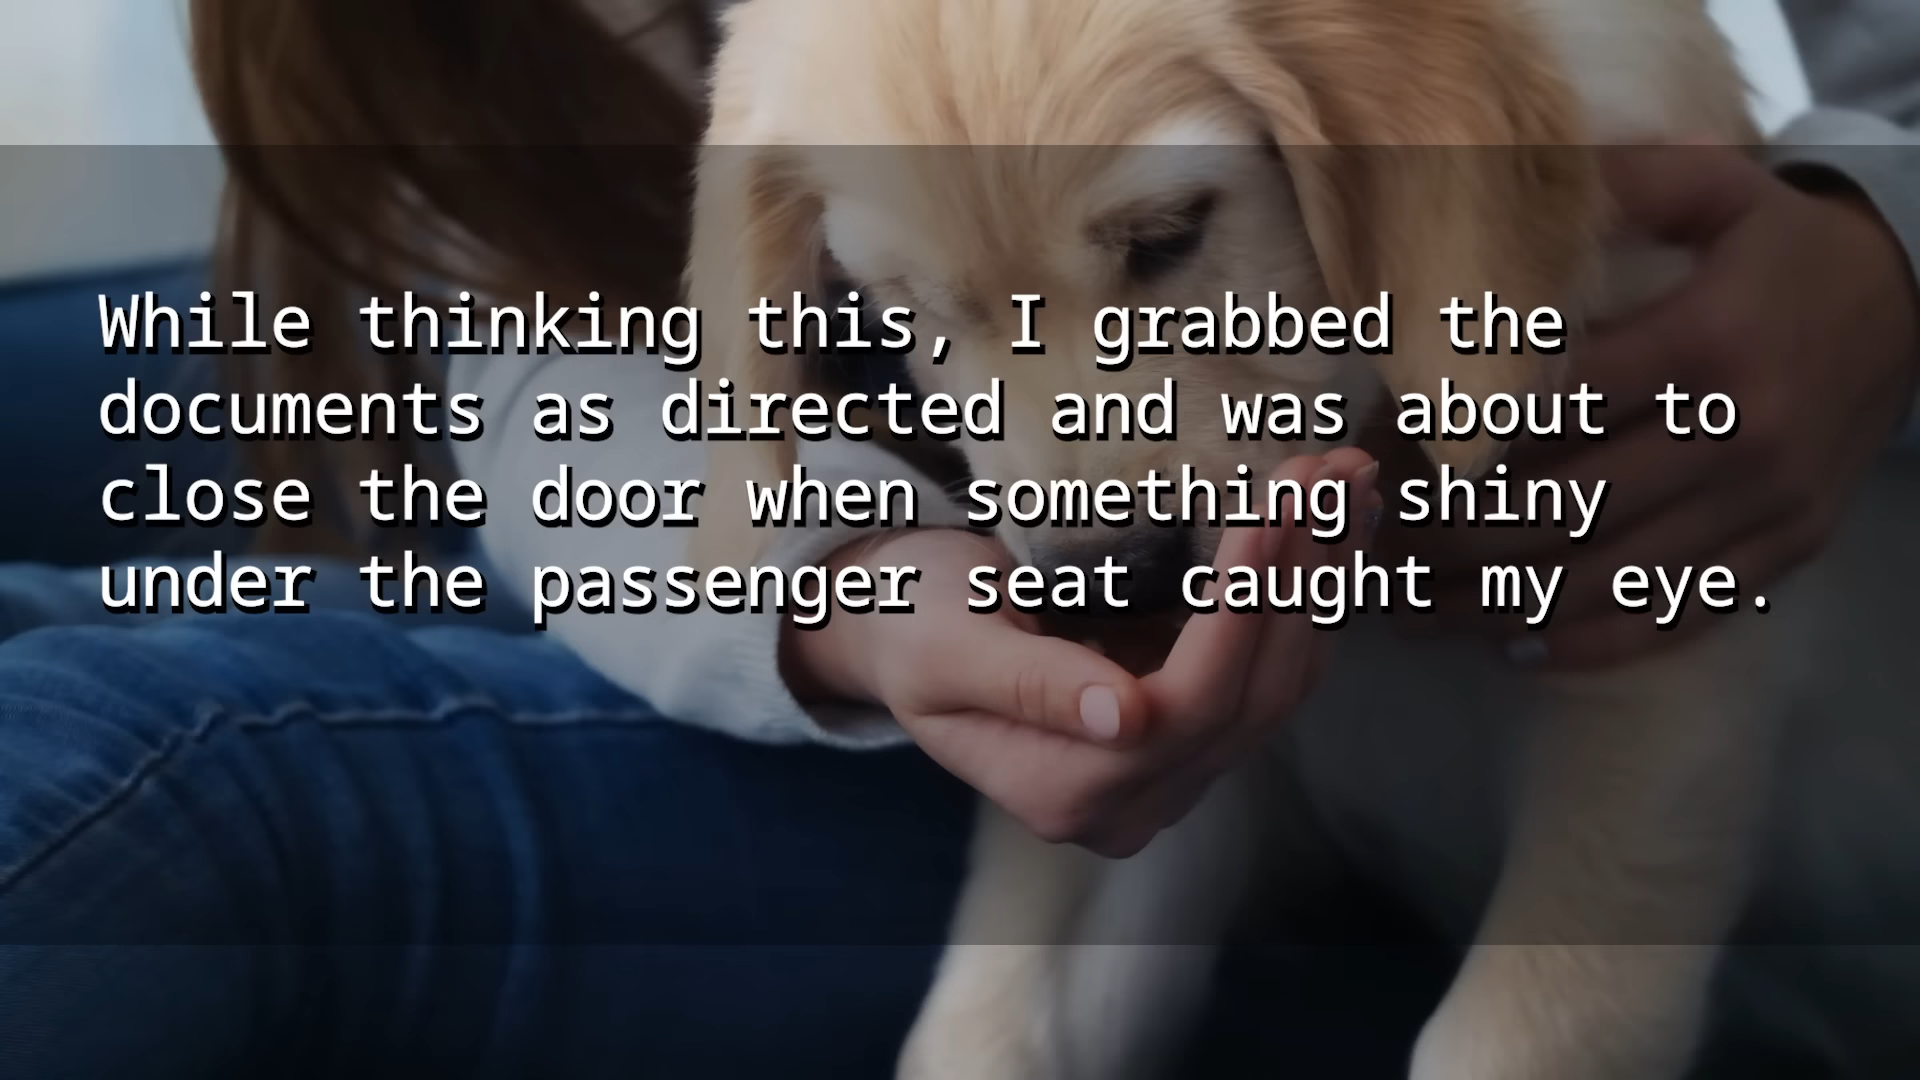 While thinking this, I grabbed the
documents as directed and was about to
close the door when something shiny
under the passenger seat caught my eye.